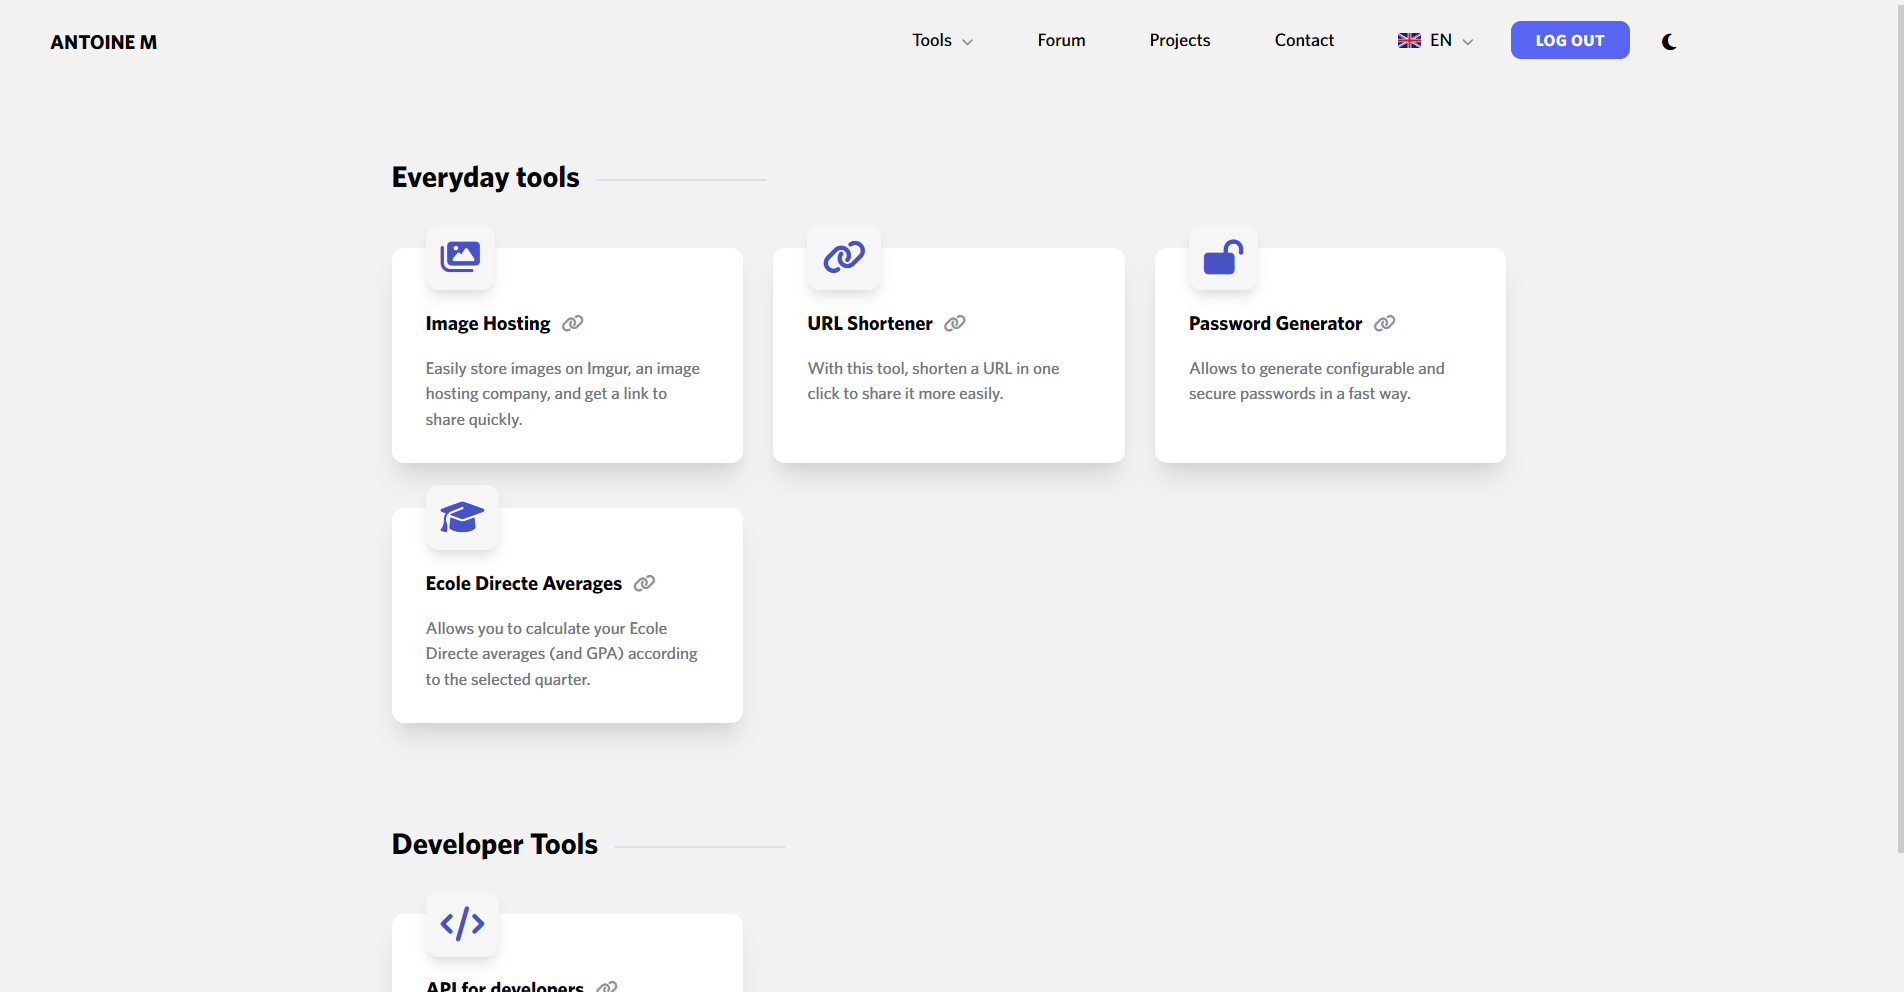 ANTOINE M
Tools
Forum
Projects
Contact
EN
LOG OUT
Everyday tools
Image Hosting
Easily store images on Imgur, an image
hosting company, and get a link to
share quickly.
URL Shortener
With this tool, shorten a URL in one
click to share it more easily.
Password Generator
Allows to generate configurable and
secure passwords in a fast way.
Ecole Directe Averages
Allows you to calculate your Ecole
Directe averages (and GPA) according
to the selected quarter.
Developer Tools
API for developers